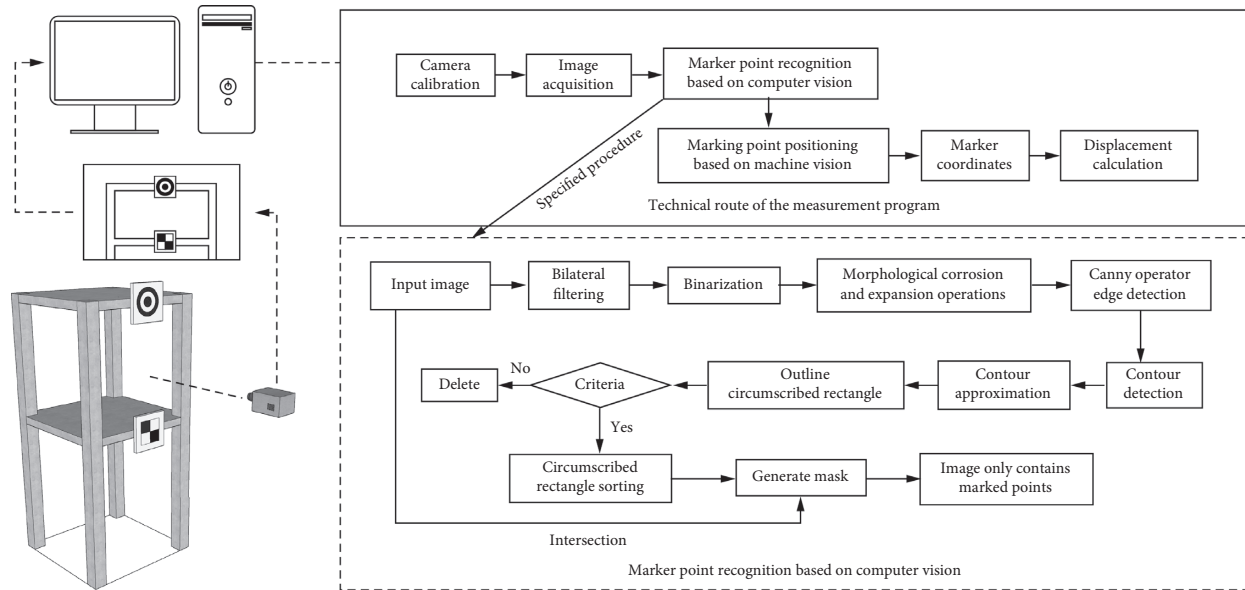 Camera
calibration
Image
acquisition
Marker point recognition
based on computer vision
Marking point positioning
based on machine vision
Marker
coordinates
Displacement
calculation
Specified procedure
Technical route of the measurement program
Input image
Bilateral
filtering
Binarization
Morphological corrosion
and expansion operations
Canny operator
edge detection
Delete
No
Criteria
Outline
circumscribed rectangle
Contour
approximation
Contour
detection
Yes
Circumscribed
rectangle sorting
Generate mask
Image only contains
marked points
Intersection
Marker point recognition based on computer vision